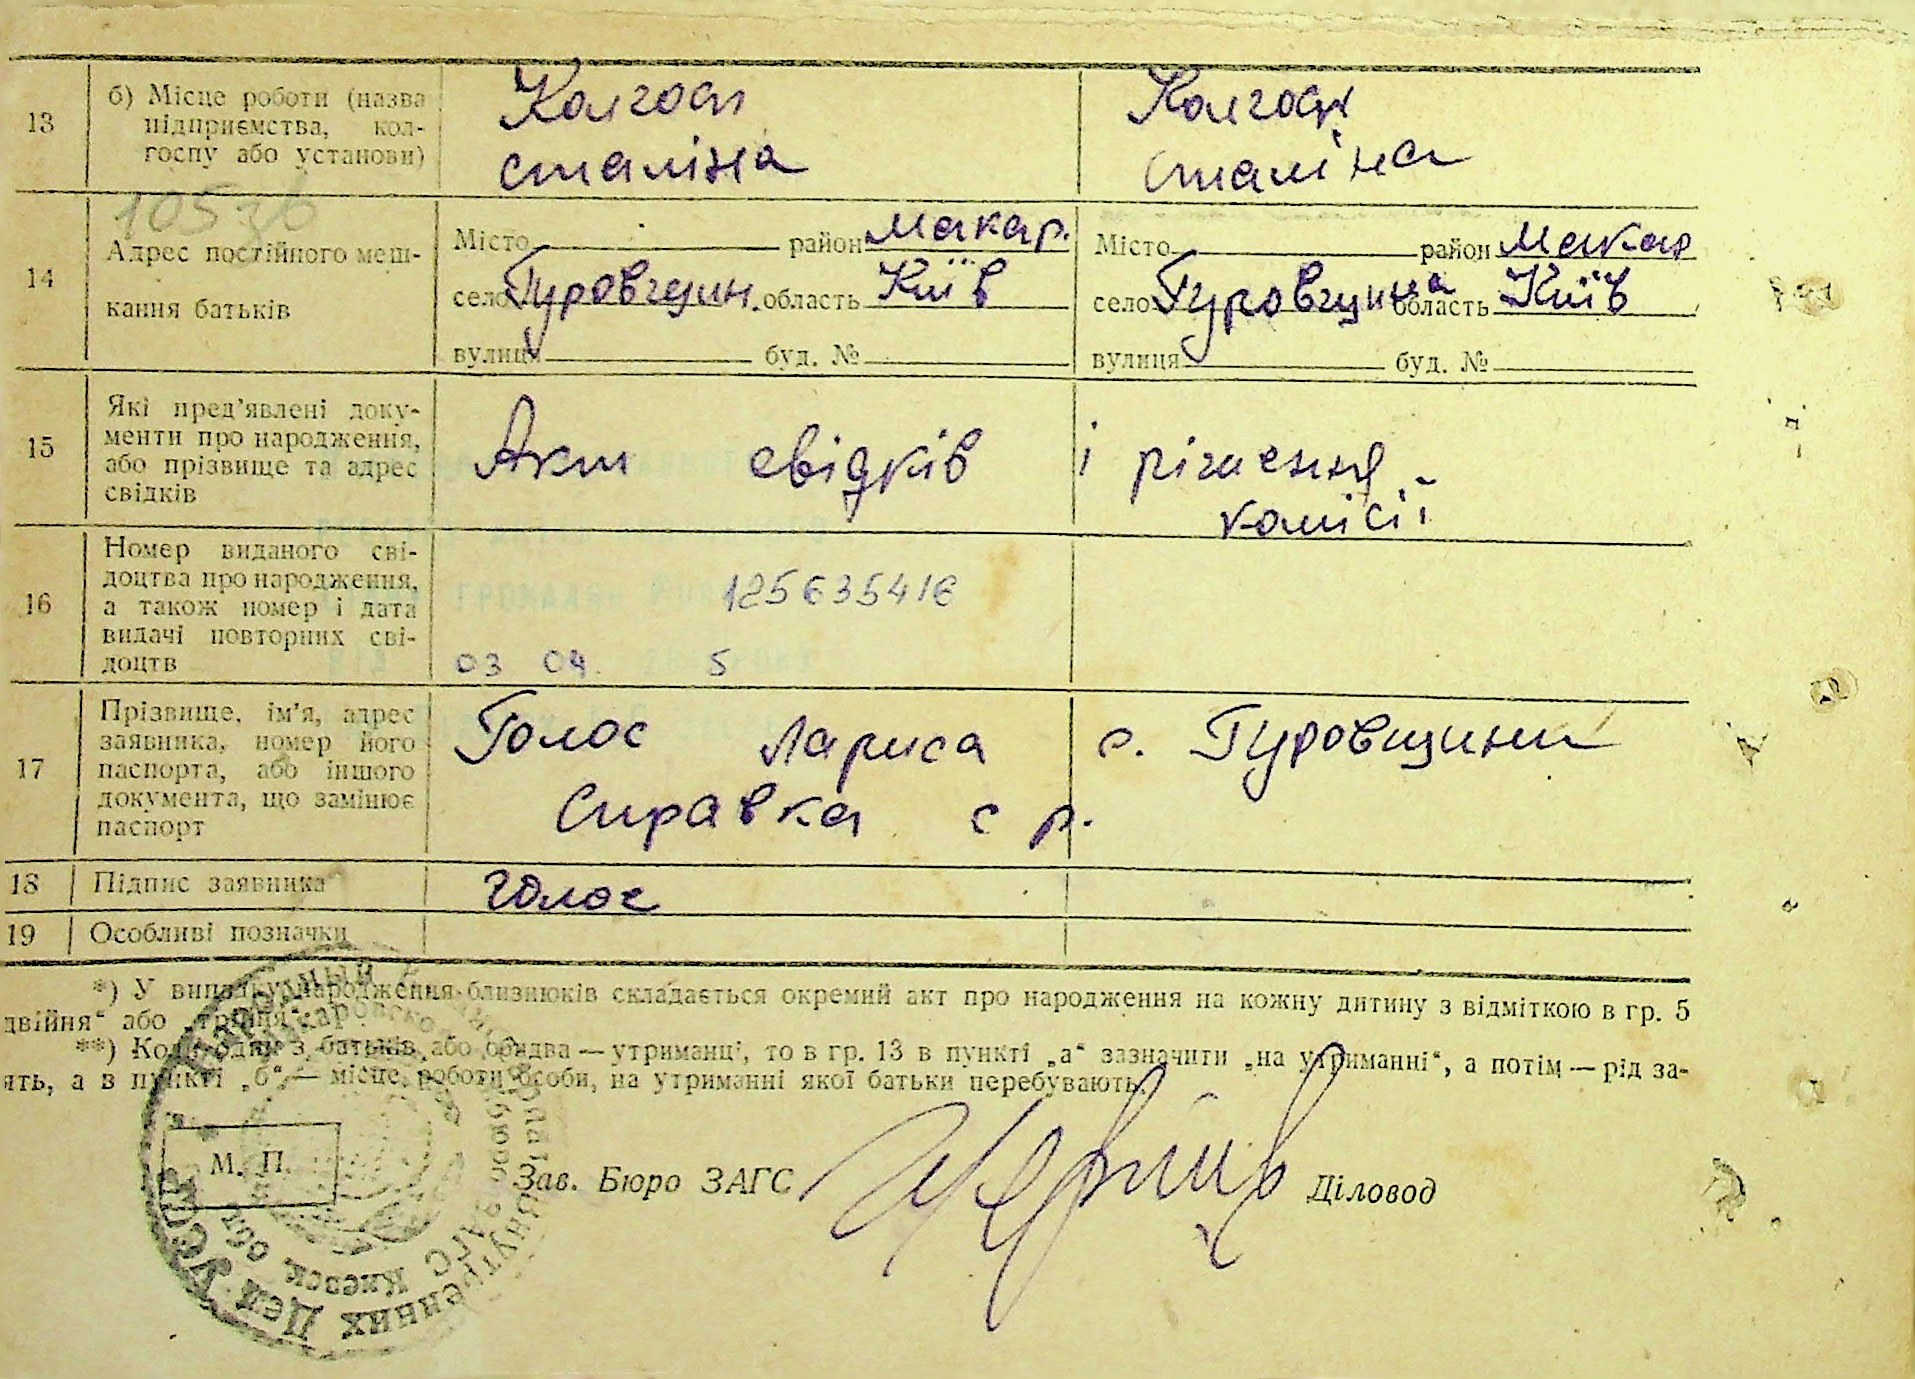 13 б) Місце роботи (назва підприємства, колгоспу або установи) Колгосп Сталіна Колгосп Сталіна
14 Адрес постійного мешкання батьків
Місто район Макар. Місто район Макар
село Гуровщин. область Київ село Гуровщина область Київ
вулиця буд. № вулиця буд. №
15 Які пред'явлені документи про народження, або прізвище та адрес свідків
Акт свідків і рішення
комісії
16 Номер виданого свідоцтва про народження, а також номер і дата видачі повторних свідоцтв
125635416
03 04. 5
17 Прізвище, ім'я, адрес заявника, номер його паспорта, або іншого документа, що замінює паспорт
Голос Лариса с. Гуровщини
Справка с р.
18 Підпис заявника Голос
19 Особливі позначки
*) У випадку народження близнюків складається окремий акт про народження на кожну дитину з відміткою в гр. 5
двійня“ або „трійня“.
**) Коли один з батьків, або обидва — утриманці, то в гр. 13 в пункті „а“ зазначити „на утриманні“, а потім — рід за-
ять, а в пункті „б“ — місце роботи особи, на утриманні якої батьки перебувають.
М. П.
Зав. Бюро ЗАГС Діловод
Внутренних Дел УССР
ЗАГС Киевск. обл.